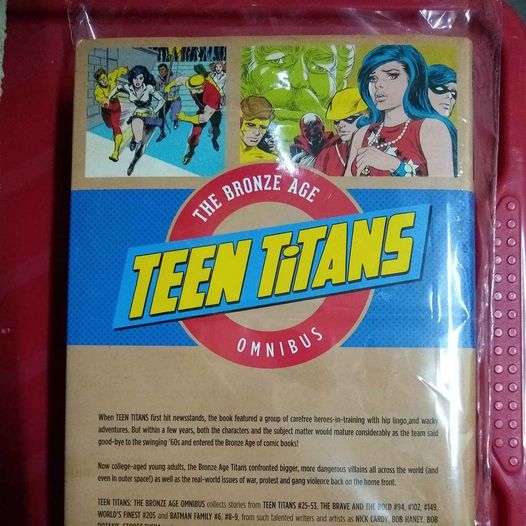 THE BRONZE AGE
TEEN TiTANS
OMNIBUS
When TEEN TITANS first hit newsstands, the book featured a group of carefree heroes-in-training with hip lingo and wacky
adventures. But within a few years, both the characters and the subject matter would mature considerably as the team said
good-bye to the swinging '60s and entered the Bronze Age of comic books!
Now college-aged young adults, the Bronze Age Titans confronted bigger, more dangerous villains all across the world (and
even in outer space!) as well as the real-world issues of war, protest and gang violence back on the home front.
TEEN TITANS: THE BRONZE AGE OMNIBUS collects stories from TEEN TITANS #25-53, THE BRAVE AND THE BOLD #94, #102, #149,
WORLD'S FINEST #205 and BATMAN FAMILY #6, #8-9, from such talented writers and artists as NICK CARDY, BOB HANEY,